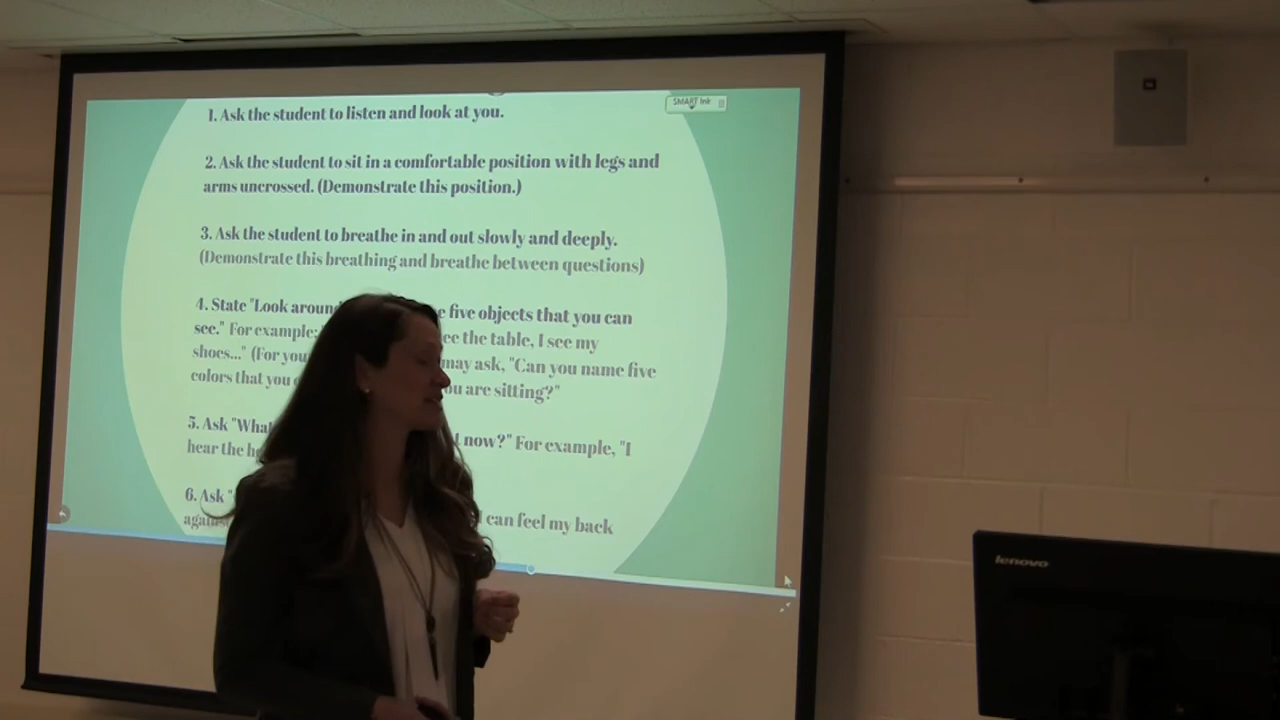 1. Ask the student to listen and look at you.
SMART Ink
2. Ask the student to sit in a comfortable position with legs and
arms uncrossed. (Demonstrate this position.)
3. Ask the student to breathe in and out slowly and deeply.
(Demonstrate this breathing and breathe between questions)
4. State "Look around five objects that you can
see." For example: the table, I see my
shoes..." (For you may ask, "Can you name five
colors that you are sitting?"
5. Ask "What now?" For example, "I
hear the
6. Ask "
against can feel my back
lenovo